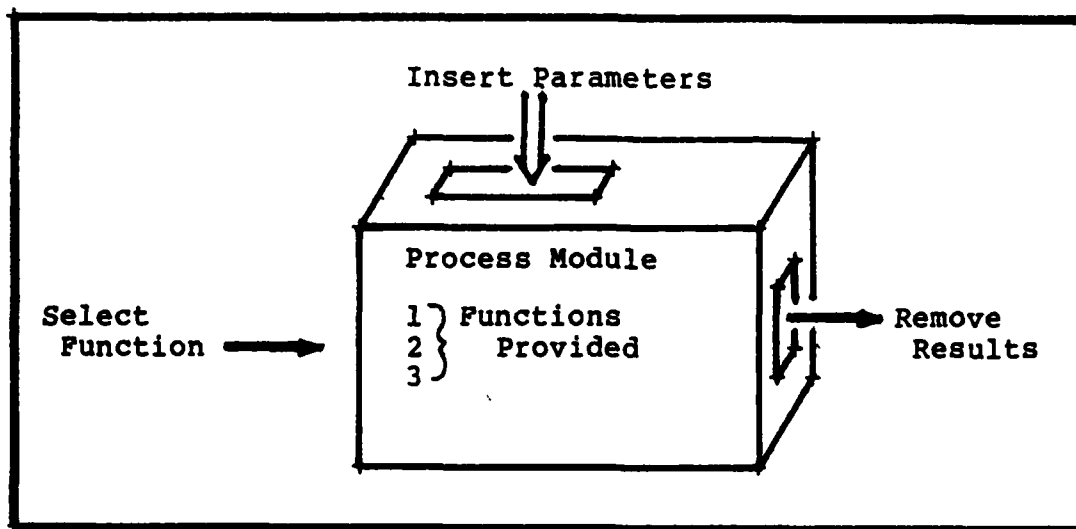 Insert Parameters
Process Module
Select
Function
1
2
3
Functions
Provided
Remove
Results